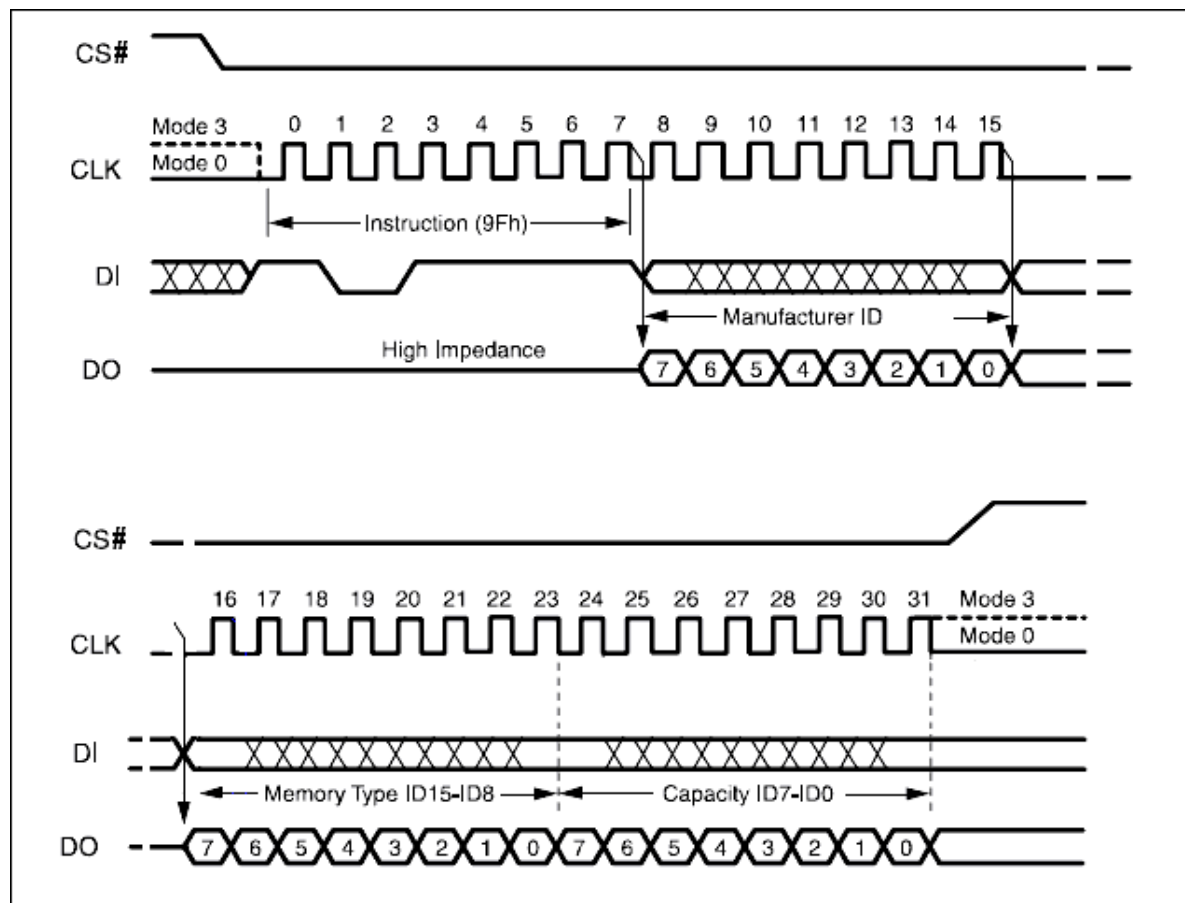 CS#
Mode 3
0 1 2 3 4 5 6 7 8 9 10 11 12 13 14 15
CLK
Mode 0
Instruction (9Fh)
DI
Manufacturer ID
High Impedance
DO
7 6 5 4 3 2 1 0
CS#
16 17 18 19 20 21 22 23 24 25 26 27 28 29 30 31
Mode 3
CLK
Mode 0
DI
Memory Type ID15-ID8
Capacity ID7-ID0
DO
7 6 5 4 3 2 1 0 7 6 5 4 3 2 1 0